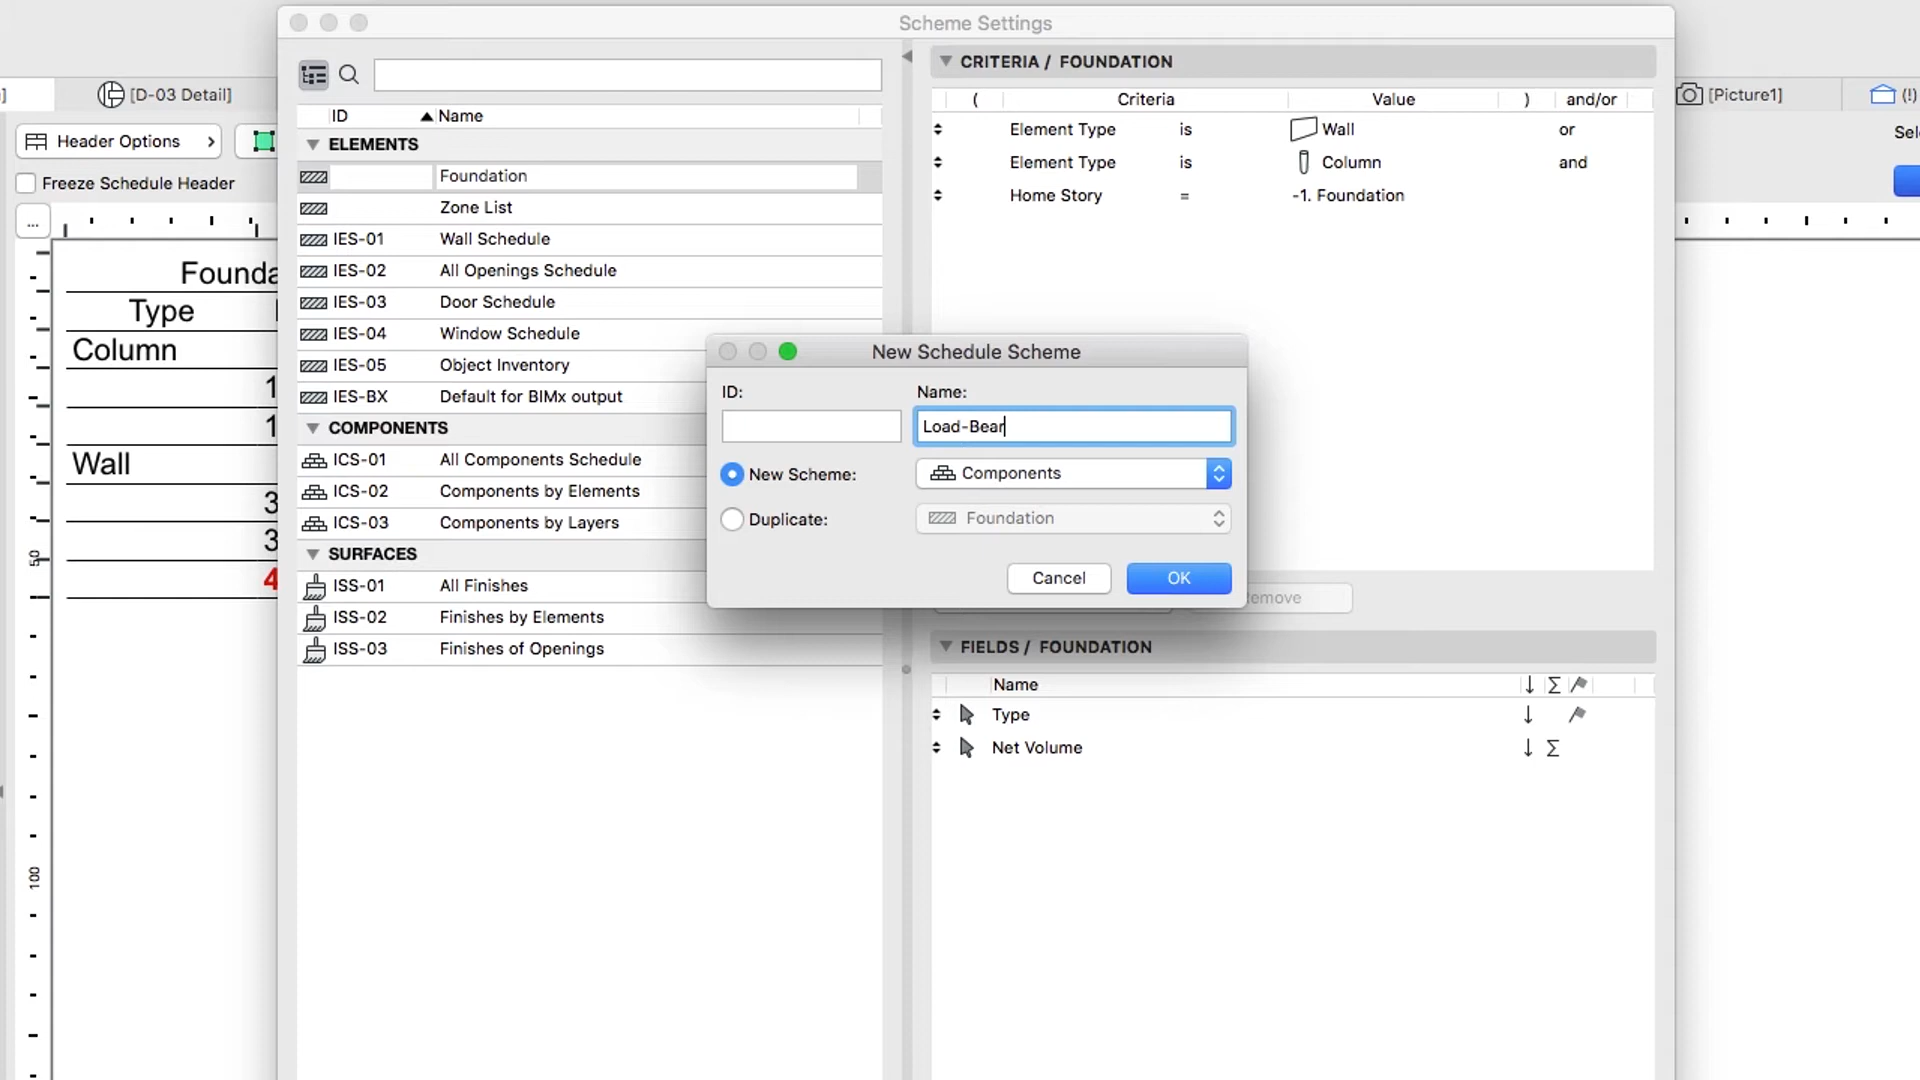 Scheme Settings
]
[D-03 Detail]
[Picture1]
(!)
Header Options
Freeze Schedule Header
...
50
100
Type
Column
1
1
Wall
3
3
4
ID
Name
ELEMENTS
Foundation
Zone List
IES-01 Wall Schedule
IES-02 All Openings Schedule
IES-03 Door Schedule
IES-04 Window Schedule
IES-05 Object Inventory
IES-BX Default for BIMx output
COMPONENTS
ICS-01 All Components Schedule
ICS-02 Components by Elements
ICS-03 Components by Layers
SURFACES
ISS-01 All Finishes
ISS-02 Finishes by Elements
ISS-03 Finishes of Openings
CRITERIA / FOUNDATION
( Criteria Value ) and/or
Element Type is Wall or
Element Type is Column and
Home Story = -1. Foundation
New Schedule Scheme
ID: Name:
Load-Bear
New Scheme: Components
Duplicate: Foundation
Cancel OK
FIELDS / FOUNDATION
Name ↓ Σ
Type ↓
Net Volume ↓ Σ